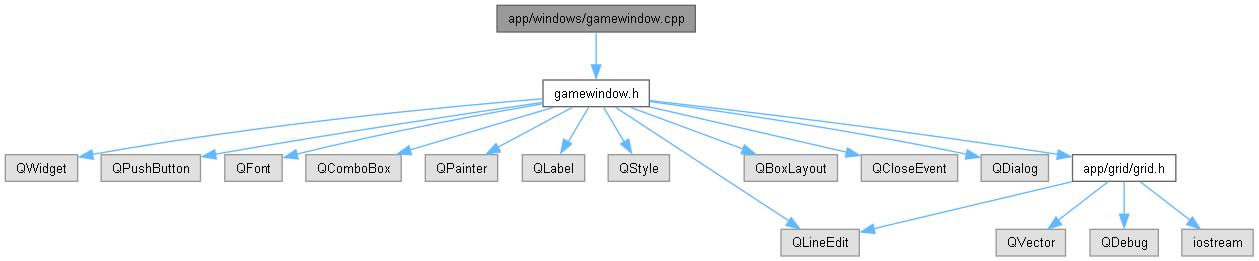 app/windows/gamewindow.cpp
gamewindow.h
QWidget
QPushButton
QFont
QComboBox
QPainter
QLabel
QStyle
QBoxLayout
QCloseEvent
QDialog
app/grid/grid.h
QLineEdit
QVector
QDebug
iostream